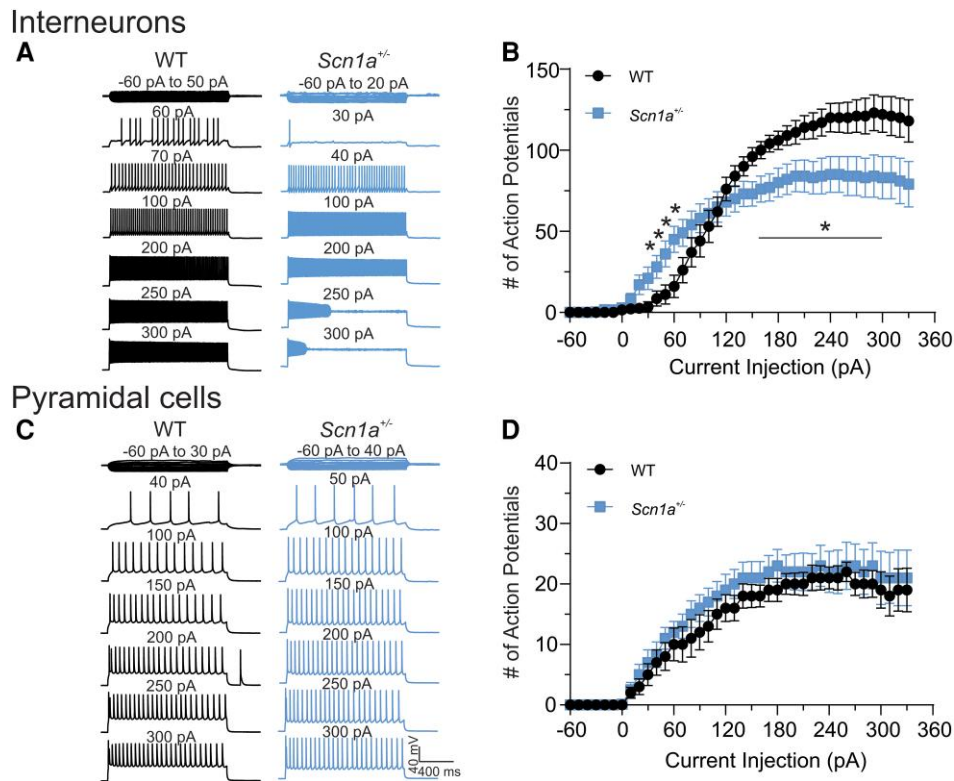 Interneurons
A
WT
Scn1a+/-
-60 pA to 50 pA
-60 pA to 20 pA
60 pA
30 pA
70 pA
40 pA
100 pA
100 pA
200 pA
200 pA
250 pA
250 pA
300 pA
300 pA
B
# of Action Potentials
150
100
50
0
WT
Scn1a+/-
*
*
*
*
*
-60 0 60 120 180 240 300 360
Current Injection (pA)
Pyramidal cells
C
WT
Scn1a+/-
-60 pA to 30 pA
-60 pA to 40 pA
40 pA
50 pA
100 pA
100 pA
150 pA
150 pA
200 pA
200 pA
250 pA
250 pA
300 pA
300 pA
40 mV
400 ms
D
# of Action Potentials
40
30
20
10
0
WT
Scn1a+/-
-60 0 60 120 180 240 300 360
Current Injection (pA)